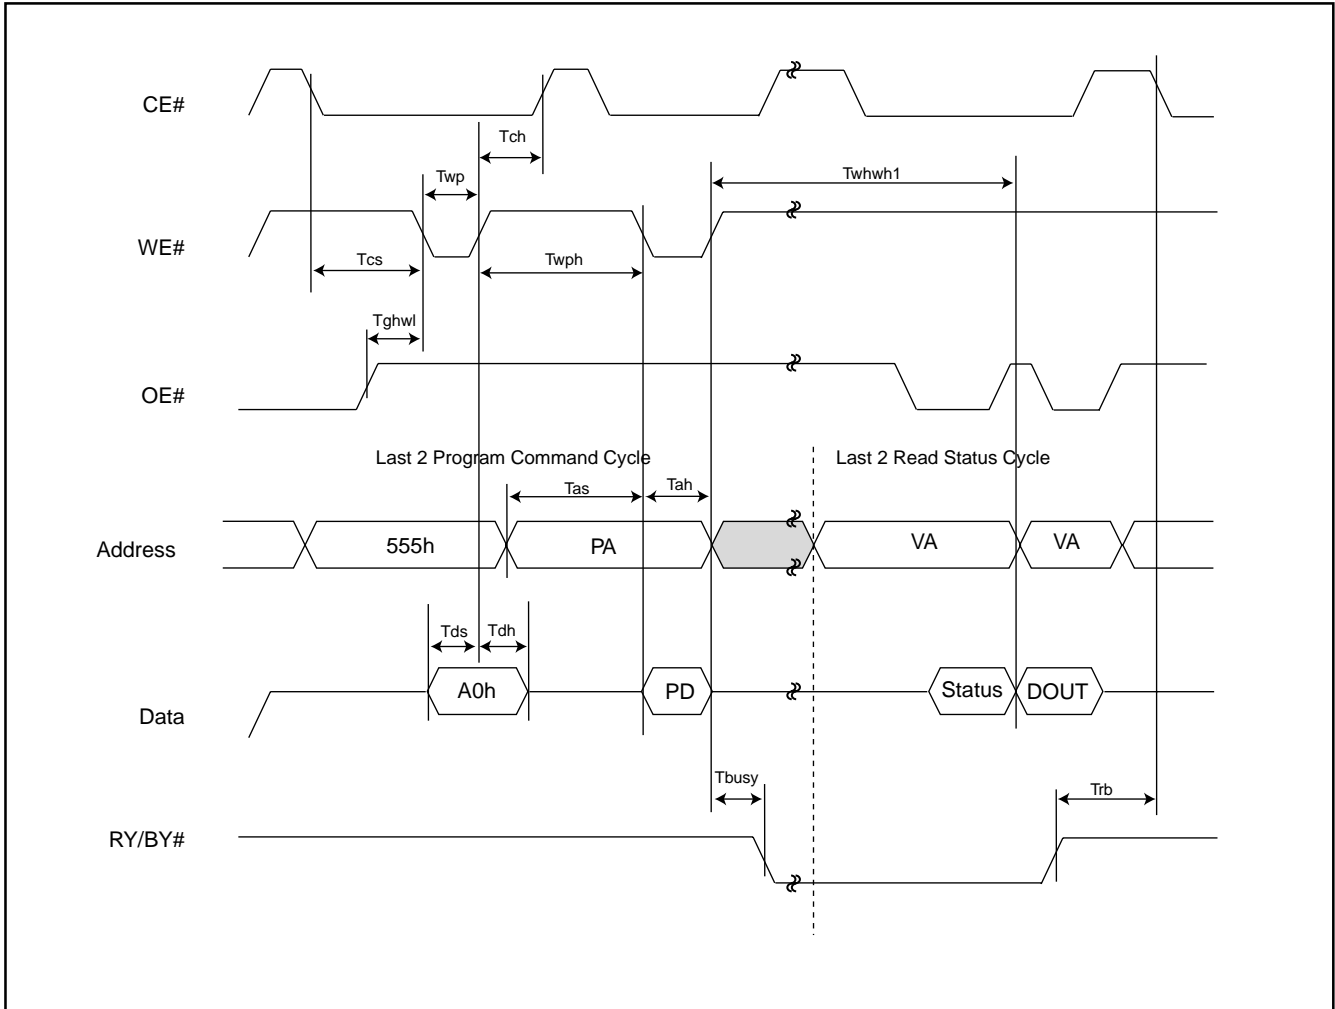 CE#
Tch
Twp
Twhwh1
WE#
Tcs
Twph
Tghwl
OE#
Last 2 Program Command Cycle
Last 2 Read Status Cycle
Tas
Tah
Address
555h
PA
VA
VA
Tds
Tdh
A0h
PD
Status
DOUT
Data
Tbusy
Trb
RY/BY#